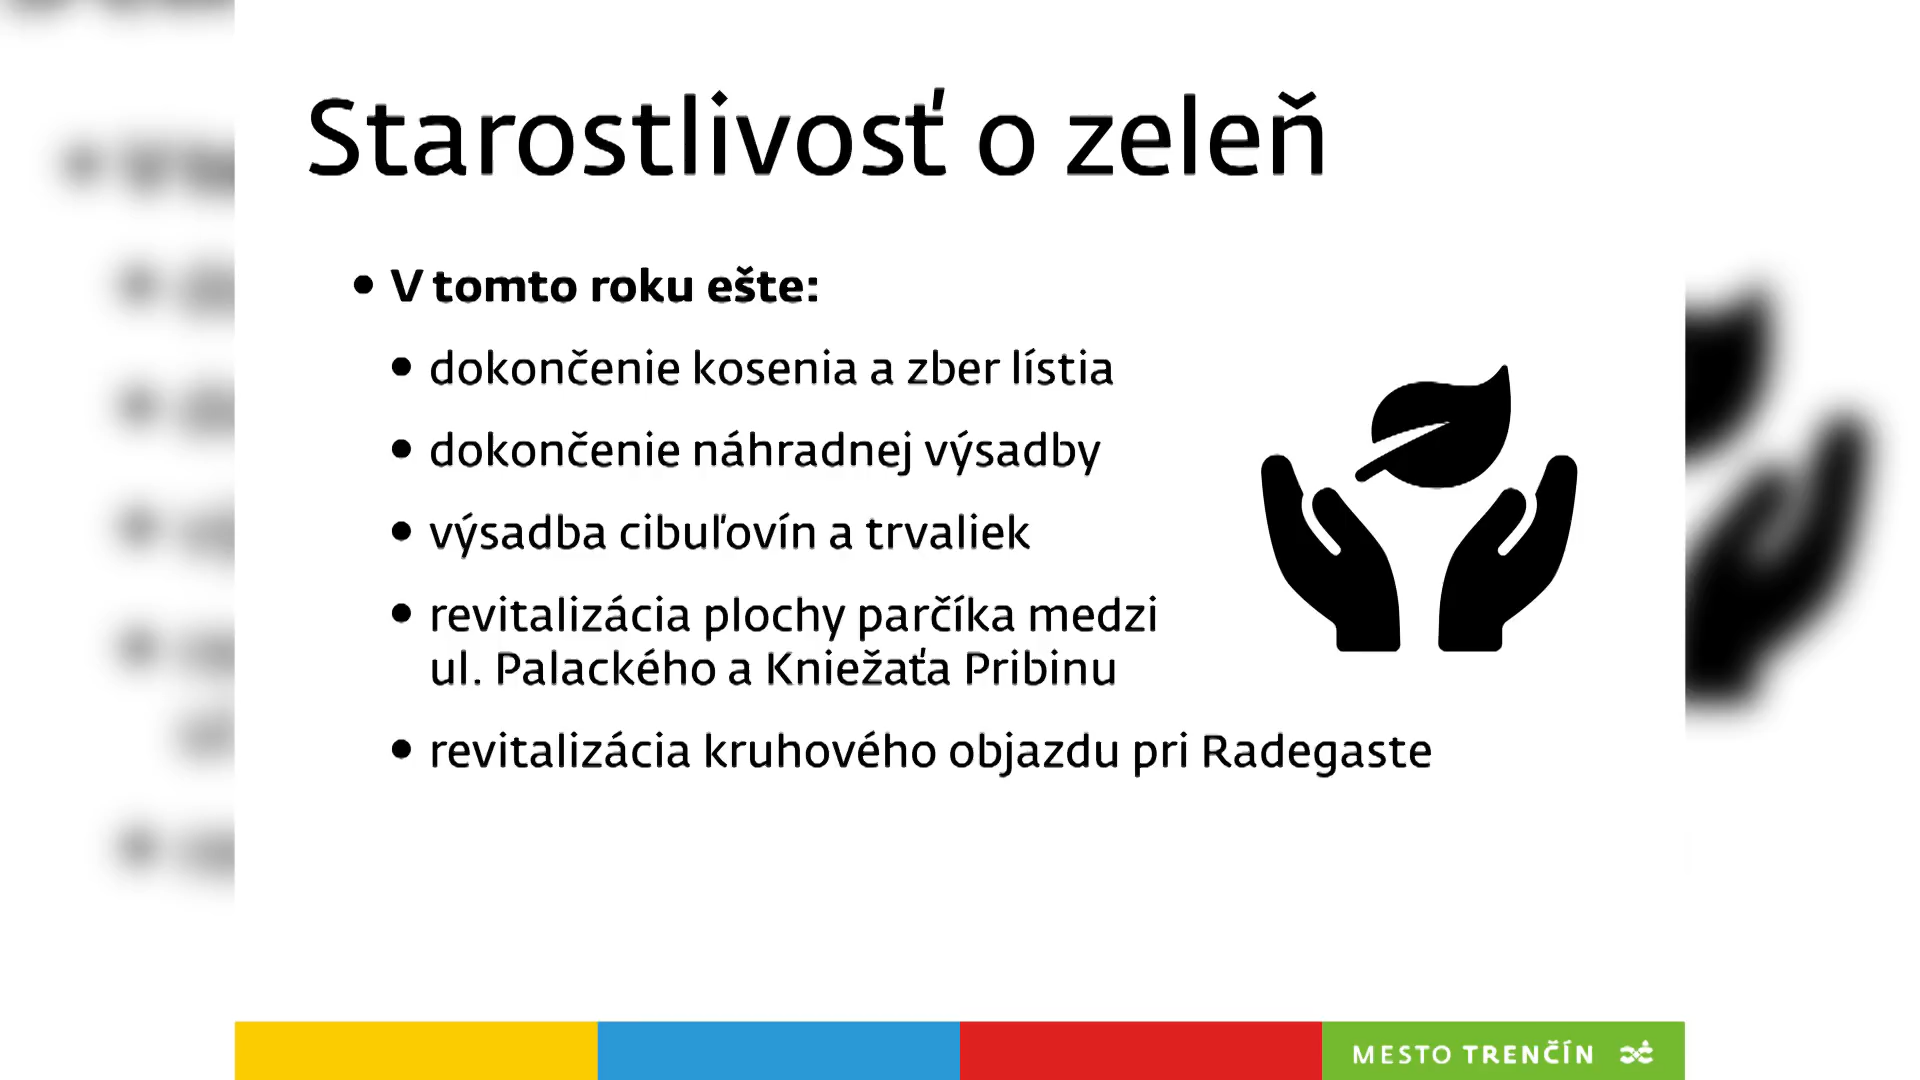 Starostlivosť o zeleň
• V tomto roku ešte:
• dokončenie kosenia a zber lístia
• dokončenie náhradnej výsadby
• výsadba cibuľovín a trvaliek
• revitalizácia plochy parčíka medzi
ul. Palackého a Kniežaťa Pribinu
• revitalizácia kruhového objazdu pri Radegaste
MESTO TRENČÍN